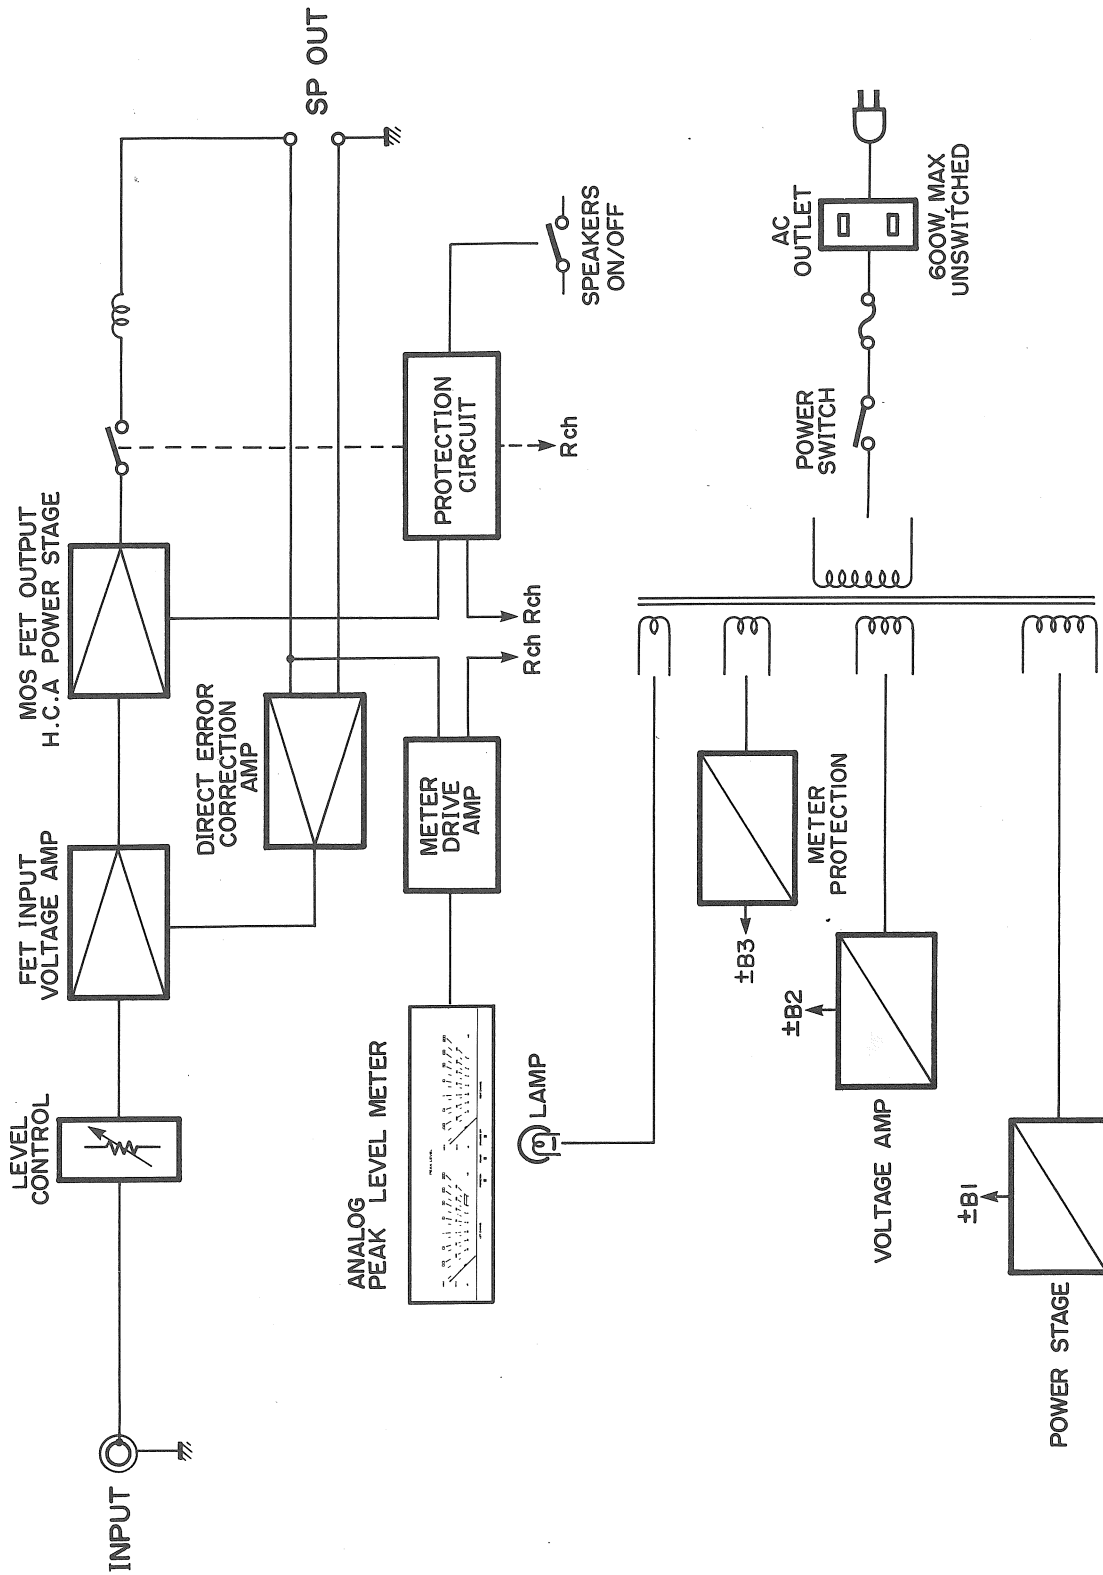 INPUT
LEVEL
CONTROL
FET INPUT
VOLTAGE AMP
MOS FET OUTPUT
H.C.A POWER STAGE
SP OUT
DIRECT ERROR
CORRECTION
AMP
ANALOG
PEAK LEVEL METER
PEAK LEVEL
METER
DRIVE
AMP
Rch
Rch
PROTECTION
CIRCUIT
Rch
SPEAKERS
ON/OFF
LAMP
±B3
METER
PROTECTION
±B2
VOLTAGE AMP
±B1
POWER STAGE
POWER
SWITCH
AC
OUTLET
600W MAX
UNSWITCHED